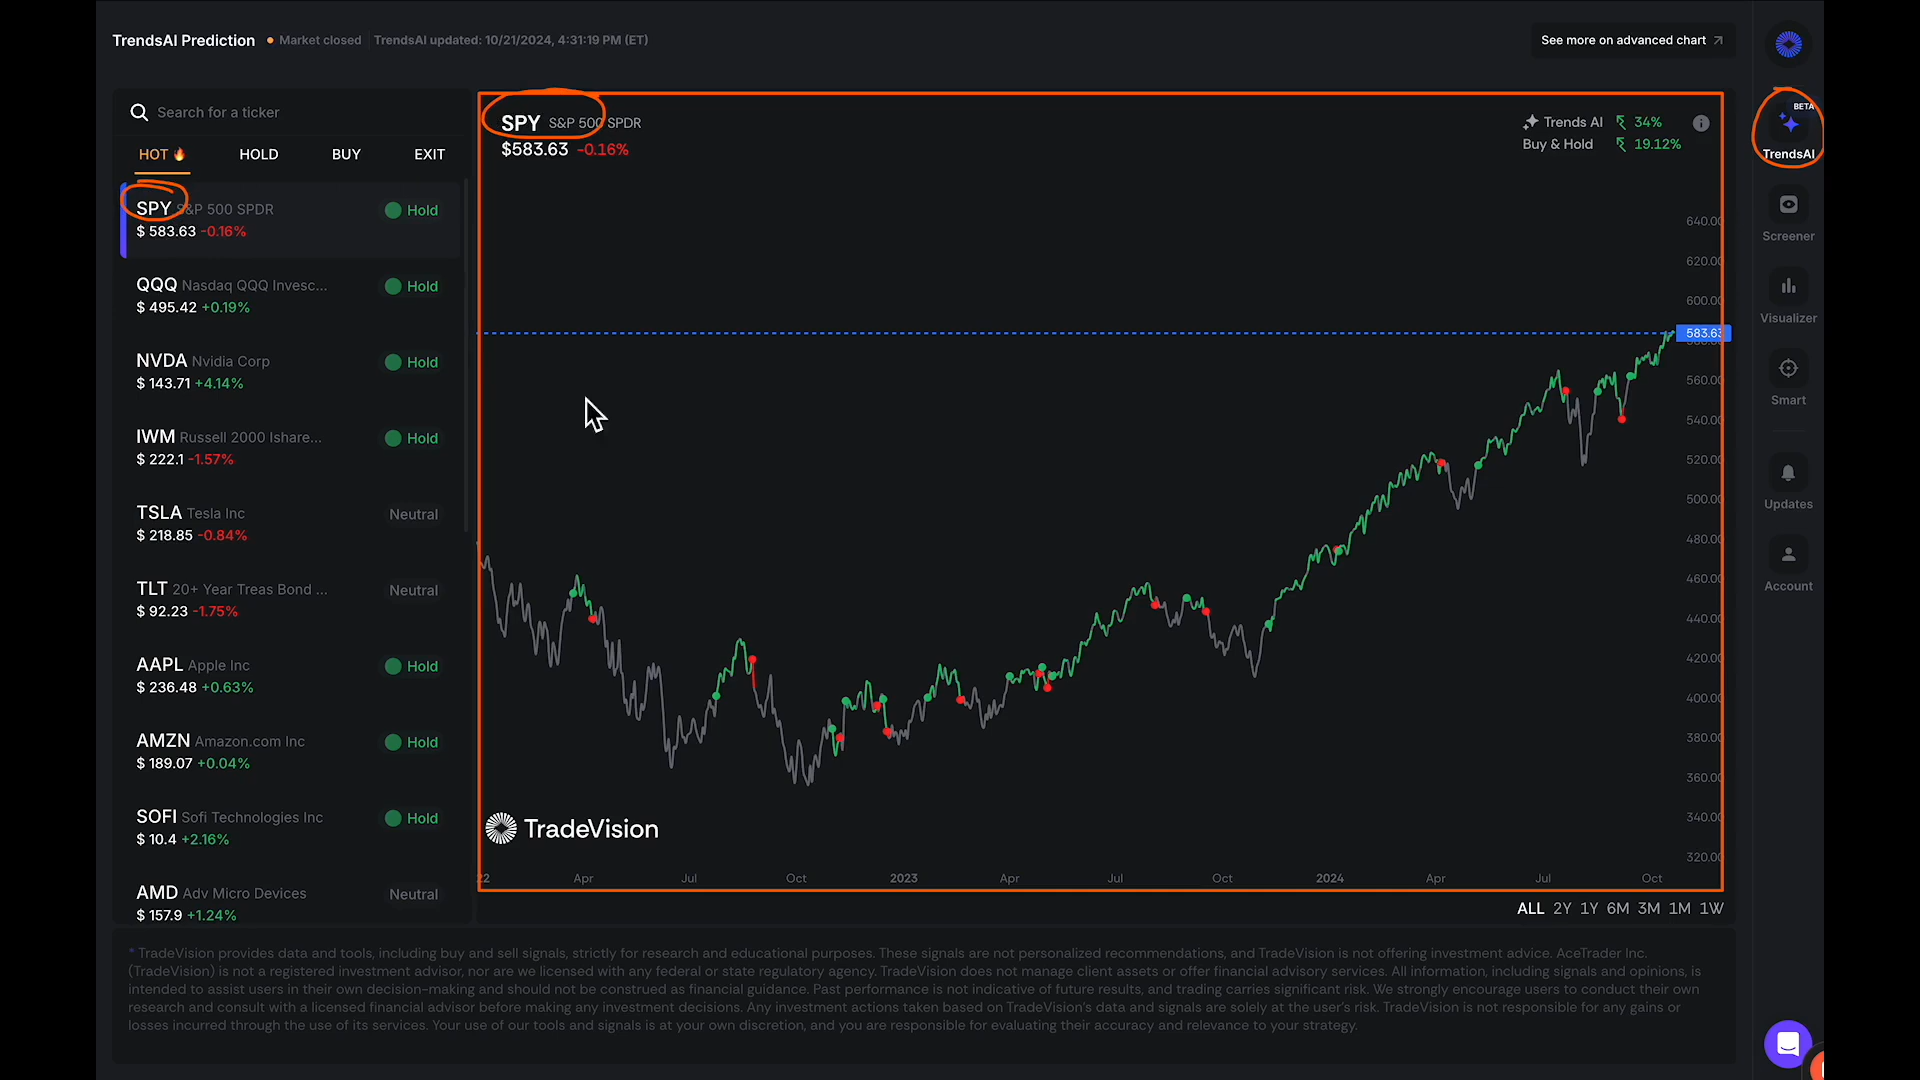 TrendsAI Prediction
Market closed
TrendsAI updated: 10/21/2024, 4:31:19 PM (ET)
See more on advanced chart
Search for a ticker
HOT HOLD BUY EXIT
SPY S&P 500 SPDR Hold
$ 583.63 -0.16%
QQQ Nasdaq QQQ Invesc... Hold
$ 495.42 +0.19%
NVDA Nvidia Corp Hold
$ 143.71 +4.14%
IWM Russell 2000 Ishare... Hold
$ 222.1 -1.57%
TSLA Tesla Inc Neutral
$ 218.85 -0.84%
TLT 20+ Year Treas Bond ... Neutral
$ 92.23 -1.75%
AAPL Apple Inc Hold
$ 236.48 +0.63%
AMZN Amazon.com Inc Hold
$ 189.07 +0.04%
SOFI Sofi Technologies Inc Hold
$ 10.4 +2.16%
AMD Adv Micro Devices Neutral
$ 157.9 +1.24%
SPY S&P 500 SPDR
$583.63 -0.16%
Trends AI 34%
Buy & Hold 19.12%
640.00
620.00
600.00
583.63
580.00
560.00
540.00
520.00
500.00
480.00
460.00
440.00
420.00
400.00
380.00
360.00
340.00
320.00
TradeVision
22 Apr Jul Oct 2023 Apr Jul Oct 2024 Apr Jul Oct
ALL 2Y 1Y 6M 3M 1M 1W
BETA
TrendsAI
Screener
Visualizer
Smart
Updates
Account
* TradeVision provides data and tools, including buy and sell signals, strictly for research and educational purposes. These signals are not personalized recommendations, and TradeVision is not offering investment advice. AceTrader Inc.
(TradeVision) is not a registered investment advisor, nor are we licensed with any federal or state regulatory agency. TradeVision does not manage client assets or offer financial advisory services. All information, including signals and opinions, is
intended to assist users in their own decision-making and should not be construed as financial guidance. Past performance is not indicative of future results, and trading carries significant risk. We strongly encourage users to conduct their own
research and consult with a licensed financial advisor before making any investment decisions. Any investment actions taken based on TradeVision's data and signals are solely at the user's risk. TradeVision is not responsible for any gains or
losses incurred through the use of its services. Your use of our tools and signals is at your own discretion, and you are responsible for evaluating their accuracy and relevance to your strategy.